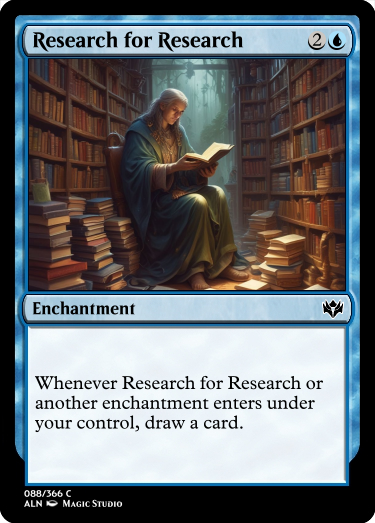 Research for Research 2
Enchantment
Whenever Research for Research or
another enchantment enters under
your control, draw a card.
088/366 C
ALN Magic Studio